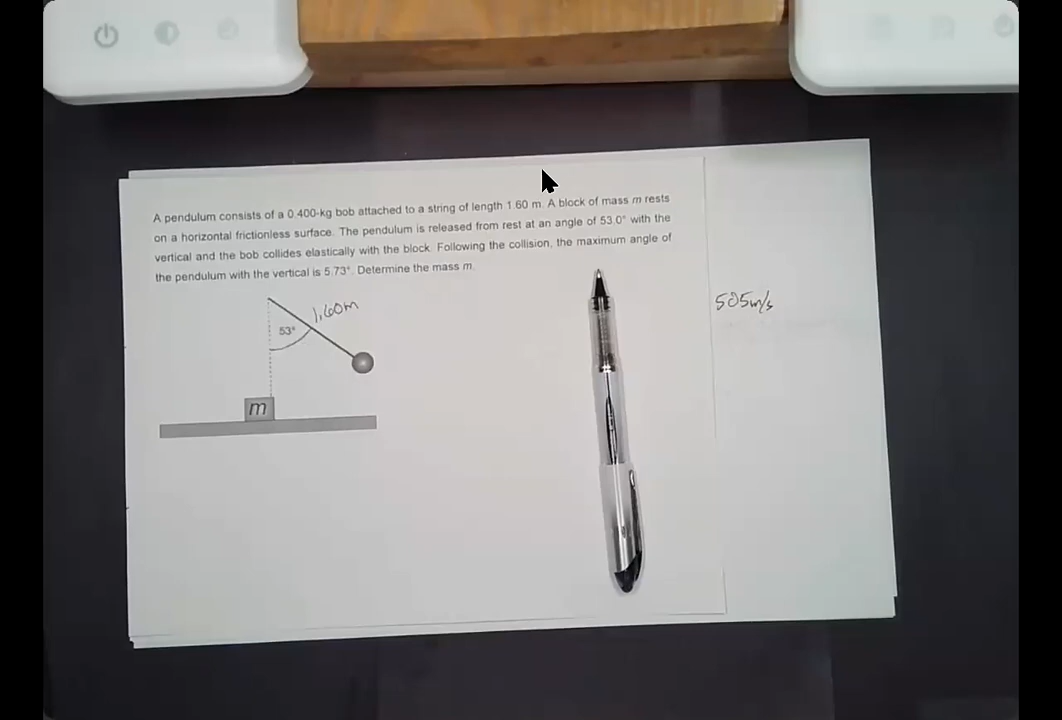 A pendulum consists of a 0.400-kg bob attached to a string of length 1.60 m. A block of mass m rests
on a horizontal frictionless surface. The pendulum is released from rest at an angle of 53.0° with the
vertical and the bob collides elastically with the block. Following the collision, the maximum angle of
the pendulum with the vertical is 5.73°. Determine the mass m.
505m/s
1.60m
53°
m